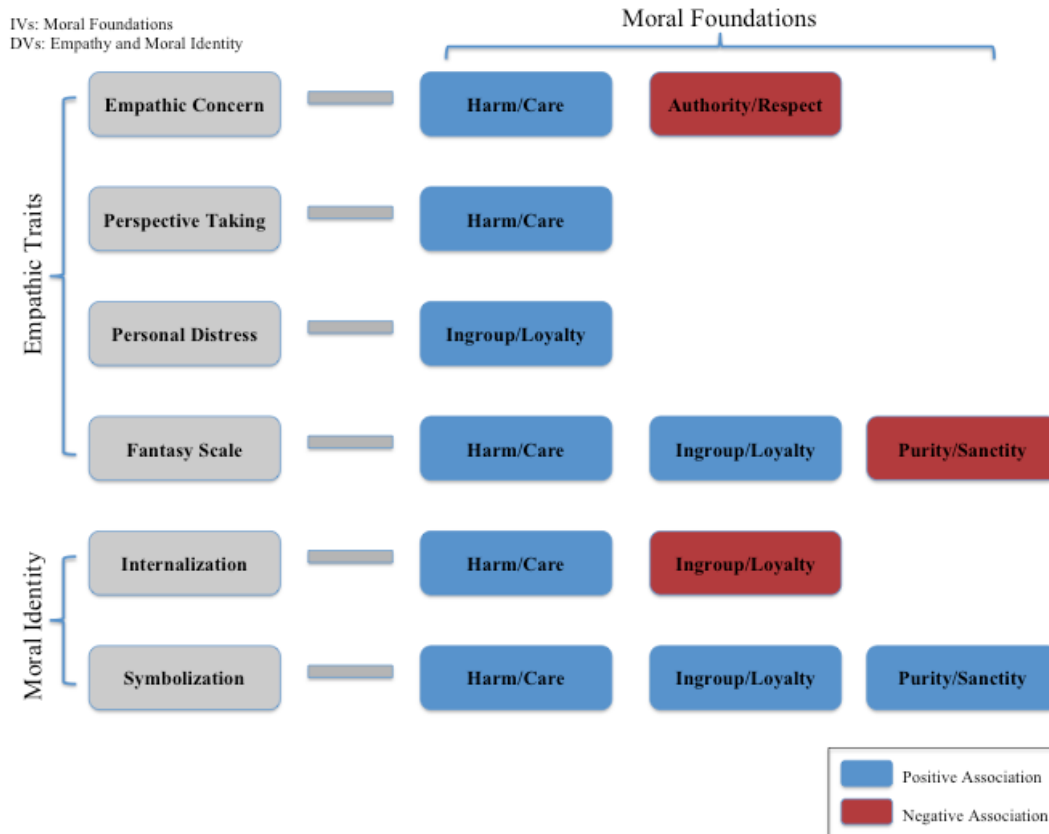 IVs: Moral Foundations
DVs: Empathy and Moral Identity
Moral Foundations
Empathic Traits
Empathic Concern
Harm/Care
Authority/Respect
Perspective Taking
Harm/Care
Personal Distress
Ingroup/Loyalty
Fantasy Scale
Harm/Care
Ingroup/Loyalty
Purity/Sanctity
Moral Identity
Internalization
Harm/Care
Ingroup/Loyalty
Symbolization
Harm/Care
Ingroup/Loyalty
Purity/Sanctity
Positive Association
Negative Association